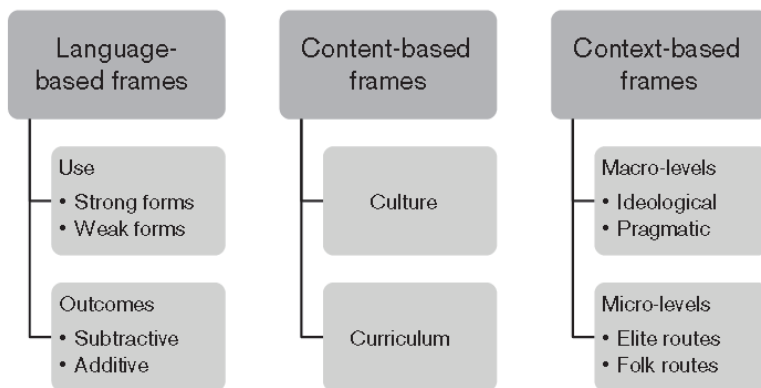 Language-
based frames
Use
• Strong forms
• Weak forms
Outcomes
• Subtractive
• Additive
Content-based
frames
Culture
Curriculum
Context-based
frames
Macro-levels
• Ideological
• Pragmatic
Micro-levels
• Elite routes
• Folk routes